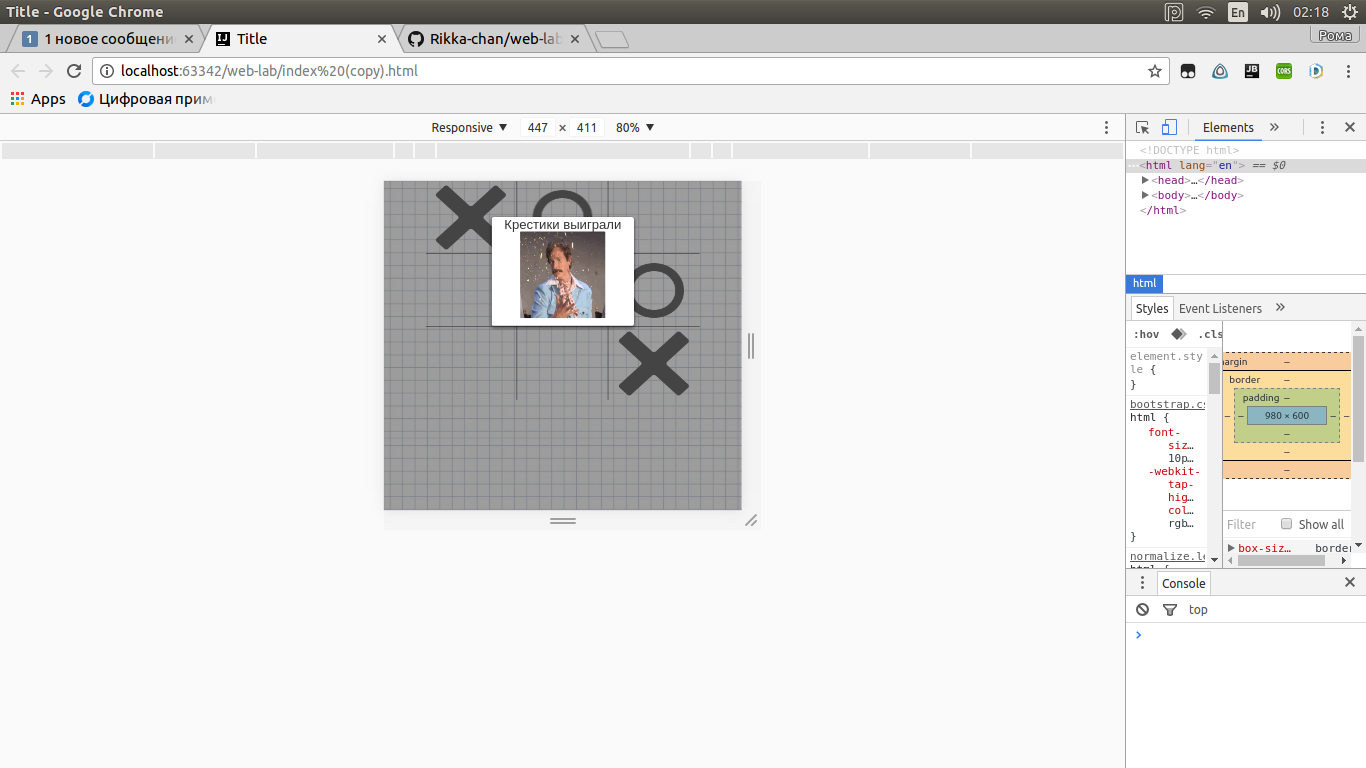 Title - Google Chrome
En
02:18
1 новое сообщени
Title
Rikka-chan/web-lab
Рома
localhost:63342/web-lab/index%20(copy).html
Apps
Цифровая прим
Responsive ▼ 447 × 411 80% ▼
Elements
<!DOCTYPE html>
<html lang="en"> == $0
<head>…</head>
<body>…</body>
</html>
Крестики выиграли
html
Styles
Event Listeners
:hov
.cls
element.sty
le {
}
bootstrap.cs
html {
font-
siz…
10p…
-webkit-
tap-
hig…
col…
rgb…
}
normalize.le
html {
margin –
border –
padding –
980 × 600
Filter
Show all
box-siz…
border
Console
top